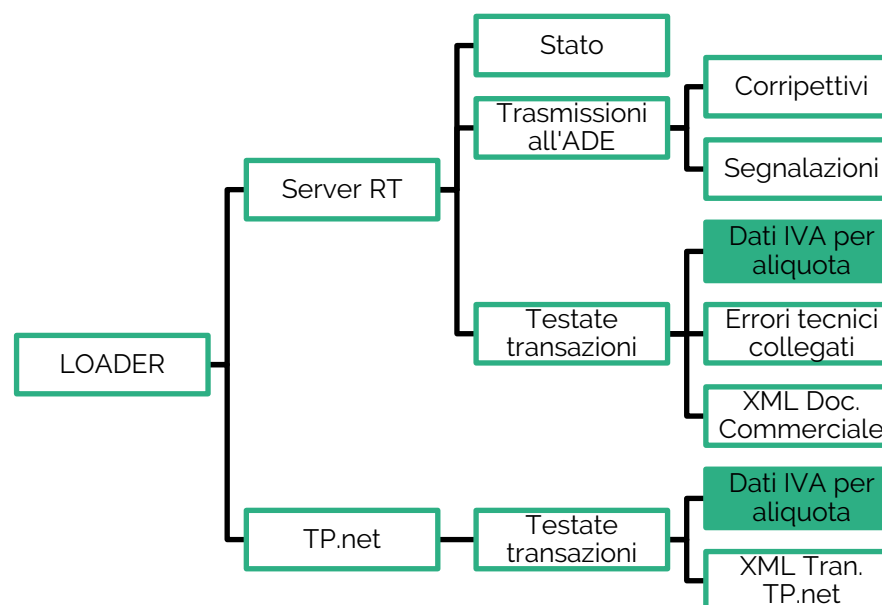 Stato
Corripettivi
Trasmissioni
all'ADE
Segnalazioni
Server RT
Dati IVA per
aliquota
Testate
transazioni
Errori tecnici
collegati
LOADER
XML Doc.
Commerciale
Dati IVA per
aliquota
TP.net
Testate
transazioni
XML Tran.
TP.net